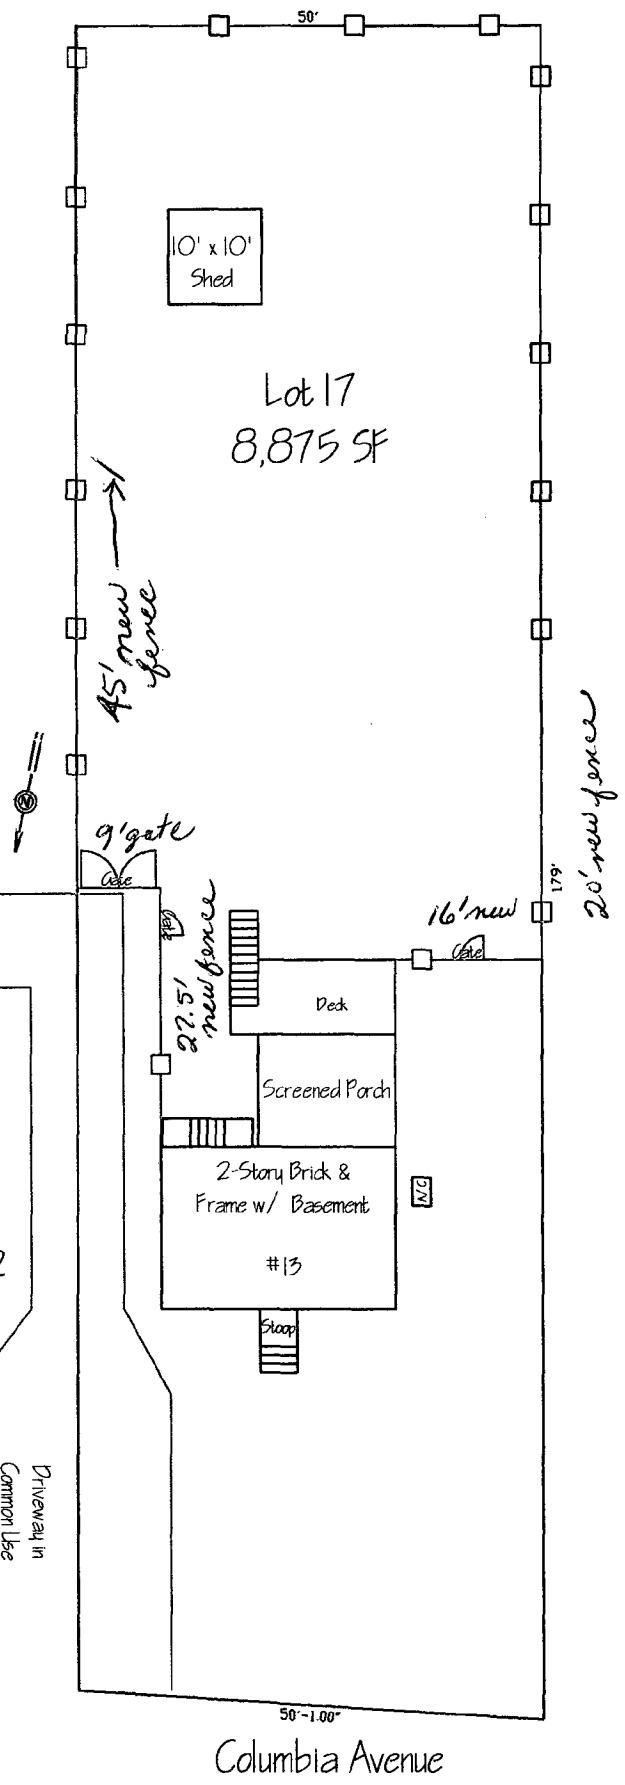 50'
10' x 10'
Shed
Lot 17
8,875 SF
45' new
fence
20' new fence
N
9' gate
Gate
Gate
179'
16' new
Gate
22.5'
new fence
Deck
Screened Porch
2-Story Brick &
Frame w/ Basement
A/C
#13
2
Stoop
Driveway in
Common Use
50'-1.00"
Columbia Avenue